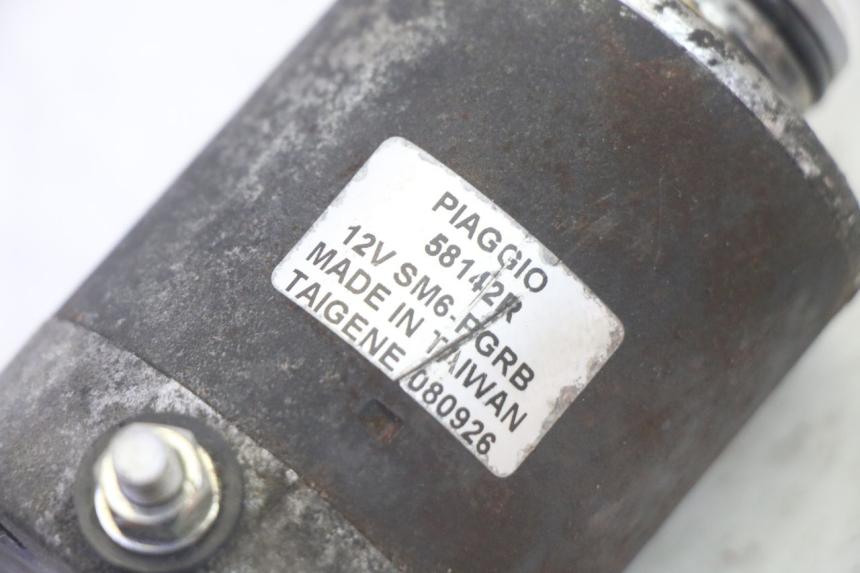 PIAGGIO
58142R
12V SM6-PGRB
MADE IN TAIWAN
TAIGENE 080926